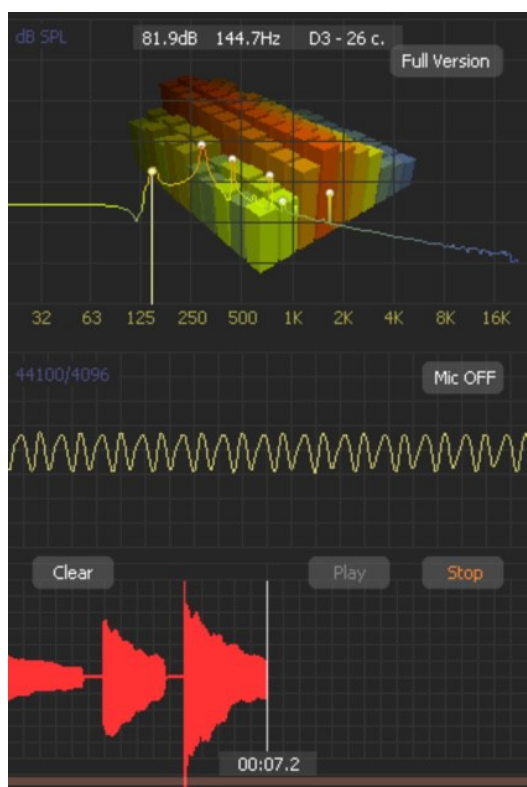 dB SPL 81.9dB 144.7Hz D3 - 26 c.
Full Version
32 63 125 250 500 1K 2K 4K 8K 16K
44100/4096 Mic OFF
Clear Play Stop
00:07.2